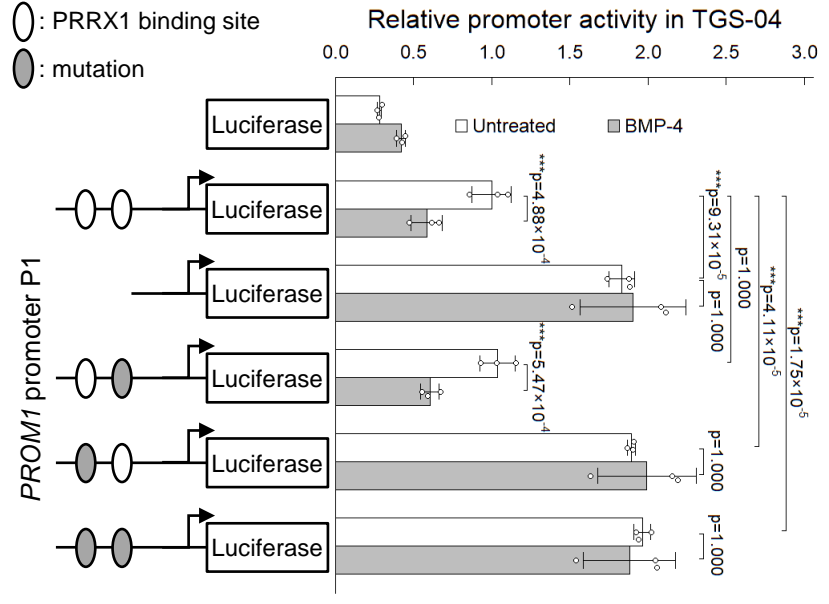 : PRRX1 binding site
: mutation
Relative promoter activity in TGS-04
0.0 0.5 1.0 1.5 2.0 2.5 3.0
Untreated BMP-4
PROM1 promoter P1
Luciferase
Luciferase
Luciferase
Luciferase
Luciferase
Luciferase
***p=4.88×10⁻⁴
***p=5.47×10⁻⁴
***p=9.31×10⁻⁵
p=1.000
p=1.000
p=1.000
p=1.000
***p=4.11×10⁻⁵
***p=1.75×10⁻⁵